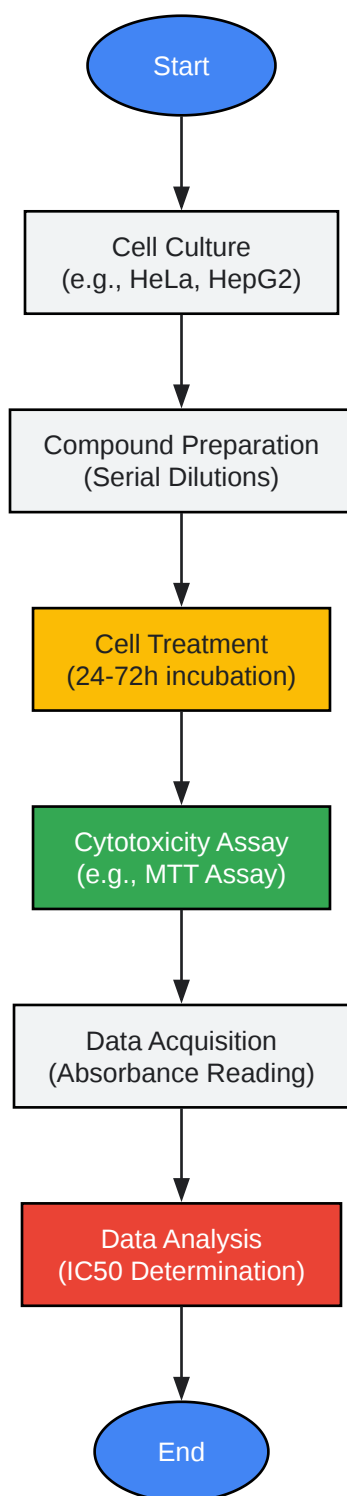 Start
Cell Culture
(e.g., HeLa, HepG2)
Compound Preparation
(Serial Dilutions)
Cell Treatment
(24-72h incubation)
Cytotoxicity Assay
(e.g., MTT Assay)
Data Acquisition
(Absorbance Reading)
Data Analysis
(IC50 Determination)
End